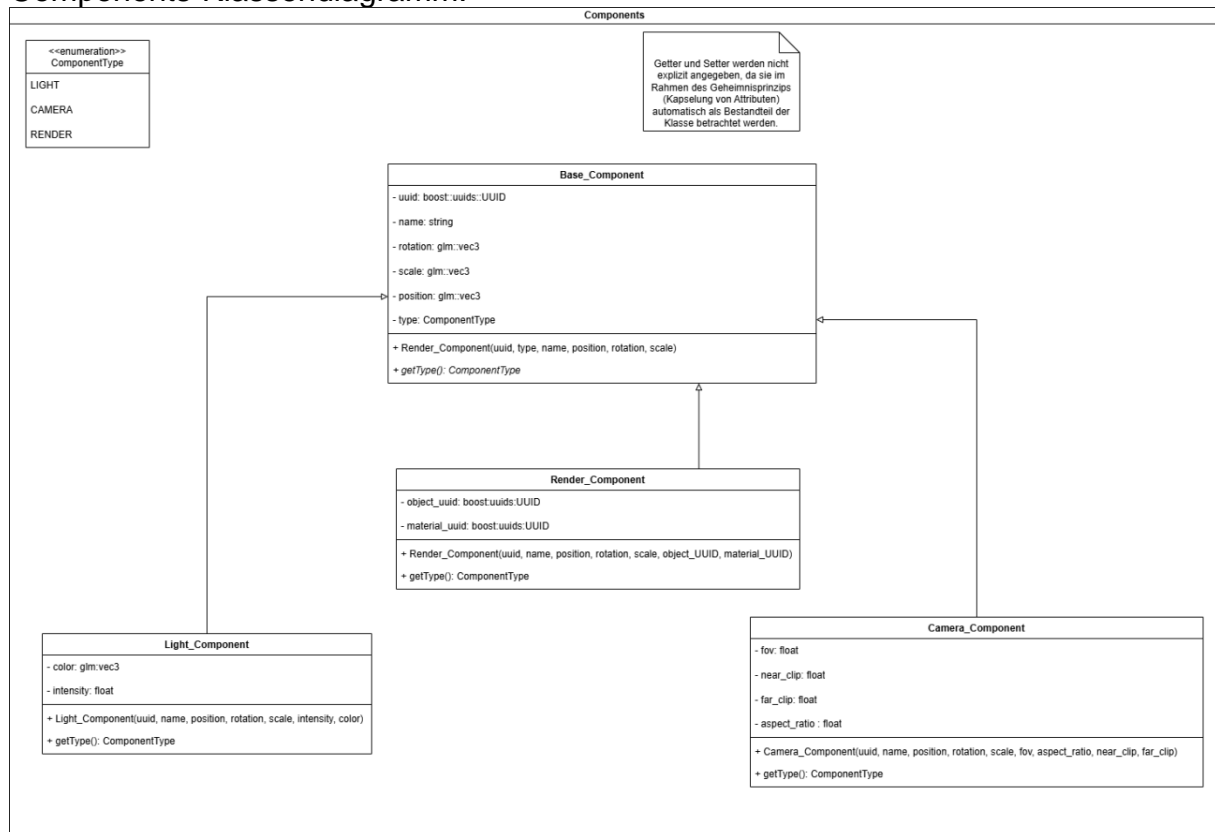 Components Klassendiagramm:
Components
<<enumeration>>
ComponentType
LIGHT
CAMERA
RENDER
Getter und Setter werden nicht
explizit angegeben, da sie im
Rahmen des Geheimnisprinzips
(Kapselung von Attributen)
automatisch als Bestandteil der
Klasse betrachtet werden.
Base_Component
- uuid: boost::uuids::UUID
- name: string
- rotation: glm::vec3
- scale: glm::vec3
- position: glm::vec3
- type: ComponentType
+ Render_Component(uuid, type, name, position, rotation, scale)
+ getType(): ComponentType
Render_Component
- object_uuid: boost:uuids:UUID
- material_uuid: boost:uuids:UUID
+ Render_Component(uuid, name, position, rotation, scale, object_UUID, material_UUID)
+ getType(): ComponentType
Light_Component
- color: glm:vec3
- intensity: float
+ Light_Component(uuid, name, position, rotation, scale, intensity, color)
+ getType(): ComponentType
Camera_Component
- fov: float
- near_clip: float
- far_clip: float
- aspect_ratio : float
+ Camera_Component(uuid, name, position, rotation, scale, fov, aspect_ratio, near_clip, far_clip)
+ getType(): ComponentType